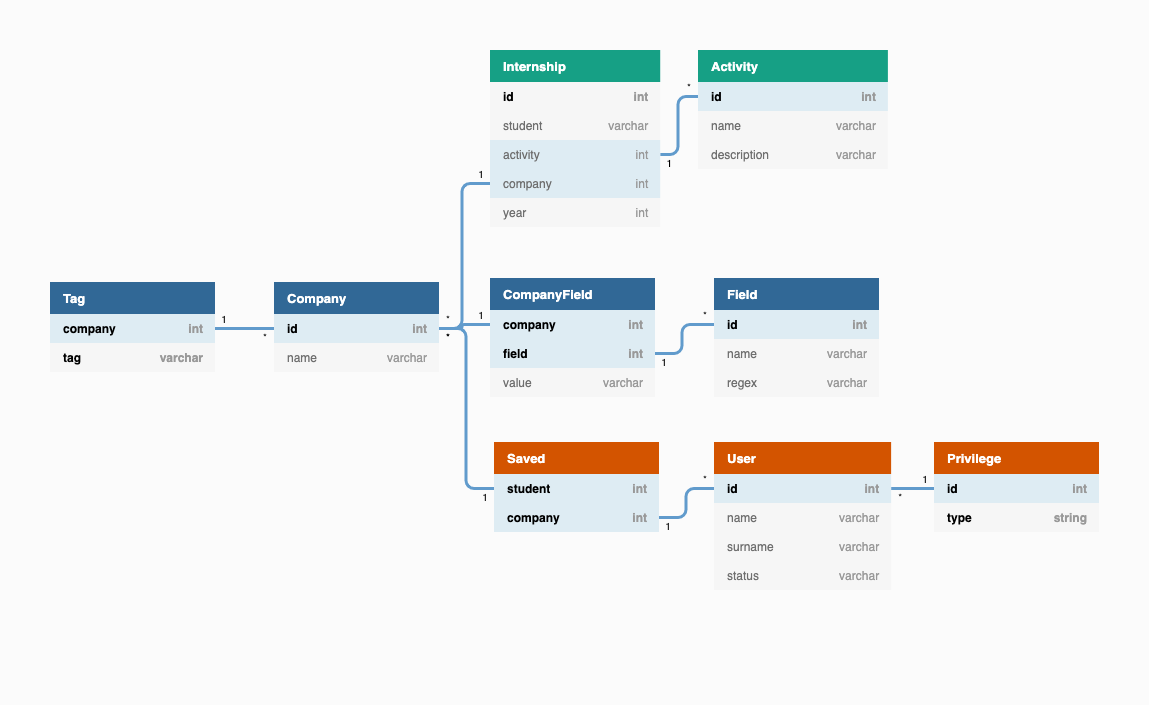 Internship
id int
student varchar
activity int
company int
year int
Activity
id int
name varchar
description varchar
* 
1
1
Tag
company int
tag varchar
1
*
Company
id int
name varchar
*
*
1
CompanyField
company int
field int
value varchar
1
*
Field
id int
name varchar
regex varchar
Saved
student int
company int
1
1
*
User
id int
name varchar
surname varchar
status varchar
*
1
Privilege
id int
type string